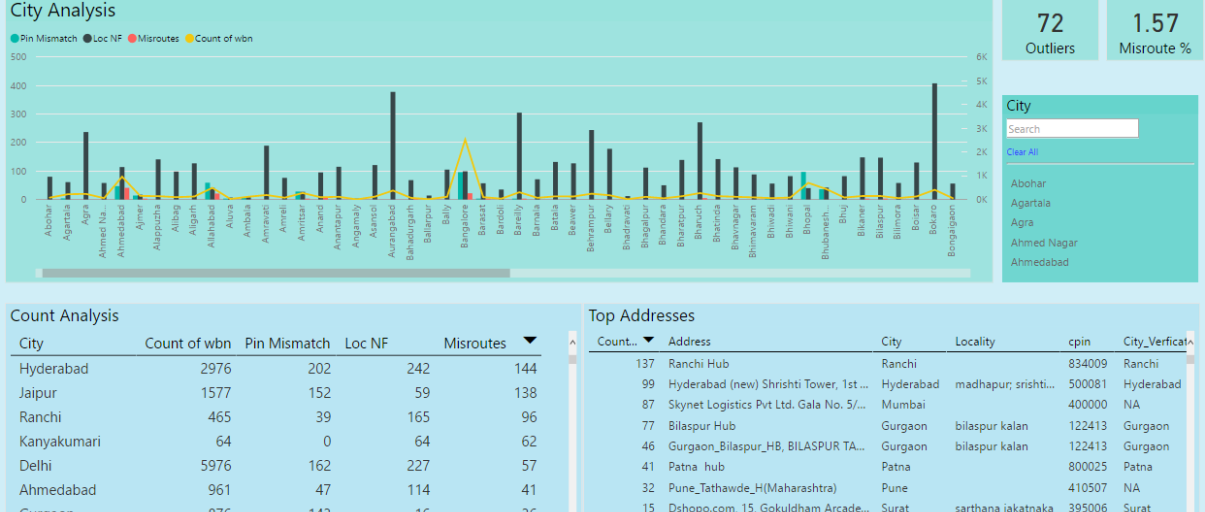 City Analysis
Pin Mismatch Loc NF Misroutes Count of wbn
500 400 300 200 100 0
6K 5K 4K 3K 2K 1K 0K
Abohar
Agartala
Agra
Ahmed Na...
Ahmedabad
Ajmer
Alappuzha
Alibag
Aligarh
Allahabad
Aluva
Ambala
Amravati
Amreli
Amritsar
Anand
Anantapur
Angamaly
Asansol
Aurangabad
Bahadurgarh
Ballarpur
Bally
Bangalore
Barasat
Bardoli
Bareilly
Barnala
Batala
Beawer
Behrampur
Bellary
Bhadravati
Bhagalpur
Bhandara
Bharatpur
Bharuch
Bhatinda
Bhavnagar
Bhimavaram
Bhiwadi
Bhiwani
Bhopal
Bhubanesh...
Bhuj
Bikaner
Bilaspur
Bilimora
Boisar
Bokaro
Bongaigaon
72
Outliers
1.57
Misroute %
City
Search
Clear All
Abohar
Agartala
Agra
Ahmed Nagar
Ahmedabad
Count Analysis
City Count of wbn Pin Mismatch Loc NF Misroutes
Hyderabad 2976 202 242 144
Jaipur 1577 152 59 138
Ranchi 465 39 165 96
Kanyakumari 64 0 64 62
Delhi 5976 162 227 57
Ahmedabad 961 47 114 41
Top Addresses
Count... Address City Locality cpin City_Verficat
137 Ranchi Hub Ranchi 834009 Ranchi
99 Hyderabad (new) Shrishti Tower, 1st ... Hyderabad madhapur; srishti... 500081 Hyderabad
87 Skynet Logistics Pvt Ltd. Gala No. 5/... Mumbai 400000 NA
77 Bilaspur Hub Gurgaon bilaspur kalan 122413 Gurgaon
46 Gurgaon_Bilaspur_HB, BILASPUR TA... Gurgaon bilaspur kalan 122413 Gurgaon
41 Patna hub Patna 800025 Patna
32 Pune_Tathawde_H(Maharashtra) Pune 410507 NA
15 Dshopo.com, 15, Gokuldham Arcade... Surat sarthana jakatnaka 395006 Surat